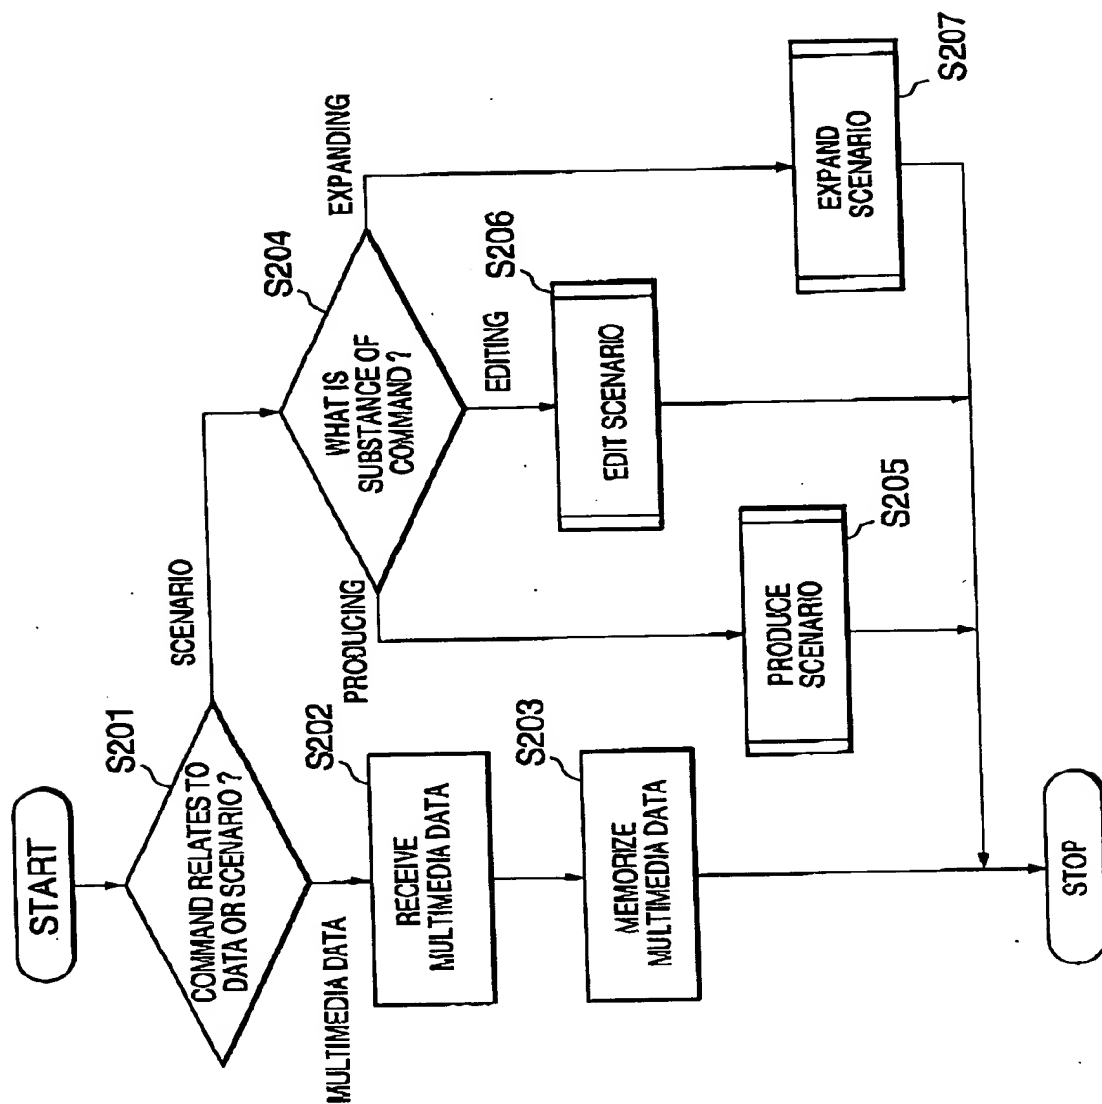 START
S201
COMMAND RELATES TO
DATA OR SCENARIO ?
SCENARIO
MULTIMEDIA DATA
S202
RECEIVE
MULTIMEDIA DATA
S203
MEMORIZE
MULTIMEDIA DATA
S204
WHAT IS
SUBSTANCE OF
COMMAND ?
PRODUCING
EDITING
EXPANDING
S205
PRODUCE
SCENARIO
S206
EDIT SCENARIO
S207
EXPAND
SCENARIO
STOP